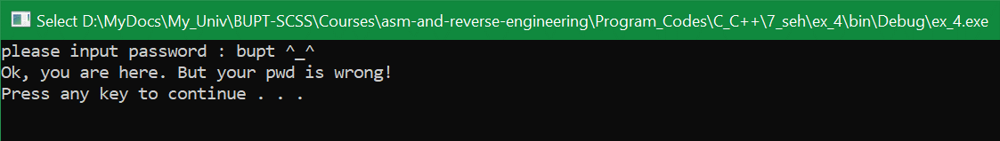 Select D:\MyDocs\My_Univ\BUPT-SCSS\Courses\asm-and-reverse-engineering\Program_Codes\C_C++\7_seh\ex_4\bin\Debug\ex_4.exe
please input password : bupt ^_^
Ok, you are here. But your pwd is wrong!
Press any key to continue . . .